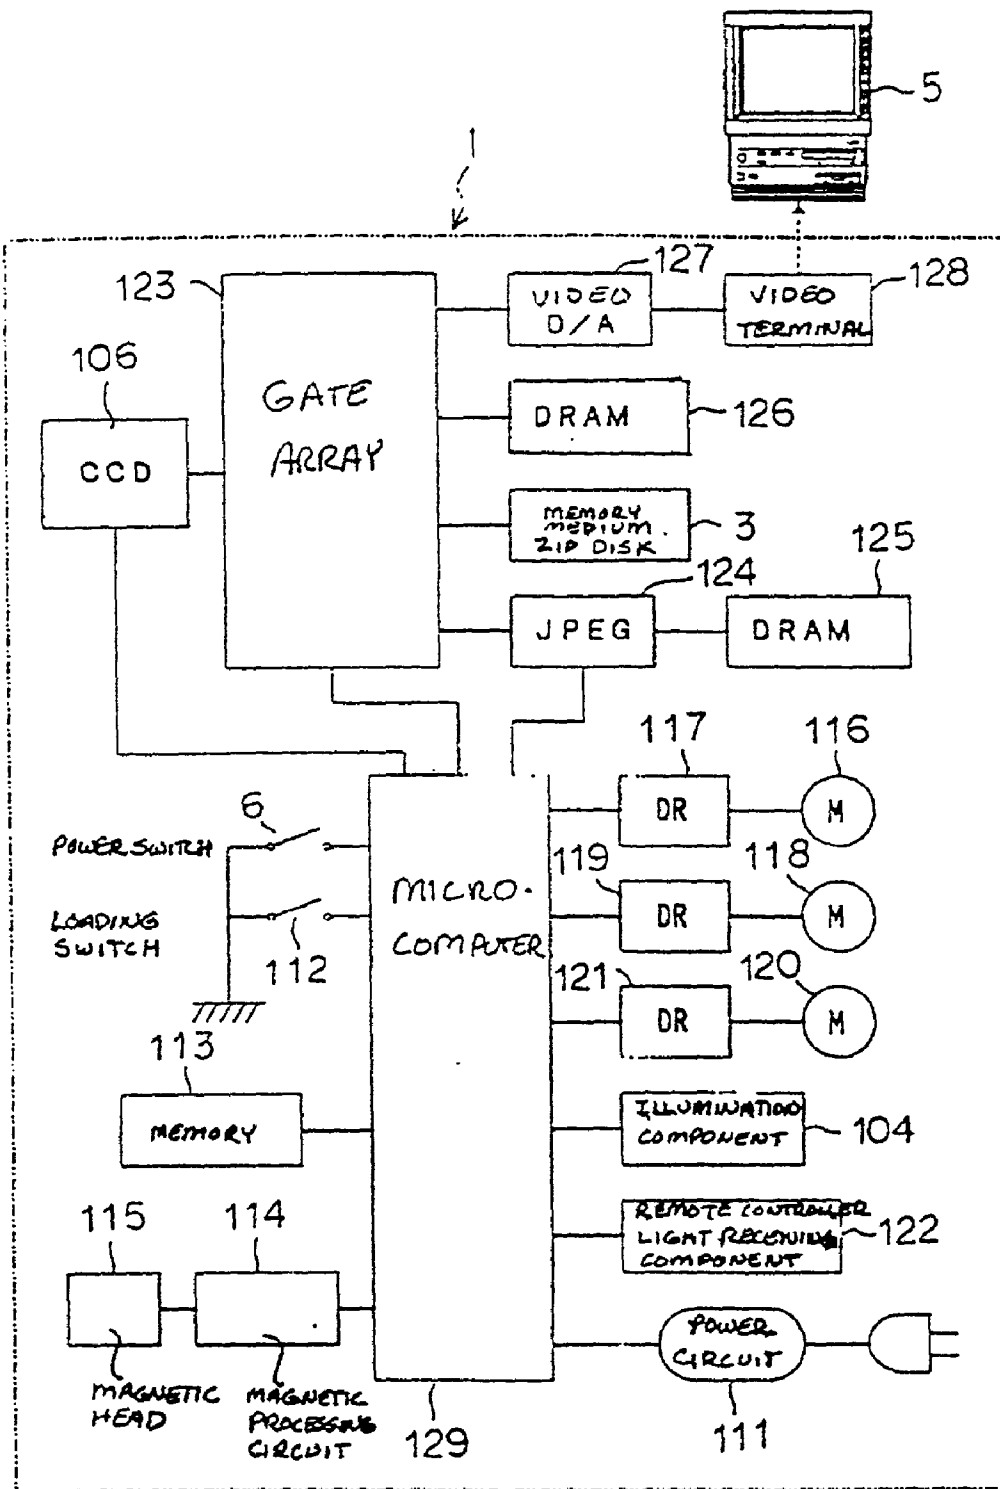 5
1
123
127
128
VIDEO
D/A
VIDEO
TERMINAL
106
GATE
ARRAY
CCD
DRAM
126
MEMORY
MEDIUM
ZIP DISK
3
124
125
JPEG
DRAM
117
116
DR
M
6
POWER SWITCH
119
118
MICRO-
COMPUTER
DR
M
LOADING
SWITCH
112
121
120
DR
M
113
MEMORY
ILLUMINATION
COMPONENT
104
115
114
REMOTE CONTROLLER
LIGHT RECEIVING
COMPONENT
122
POWER
CIRCUIT
MAGNETIC
HEAD
MAGNETIC
PROCESSING
CIRCUIT
129
111